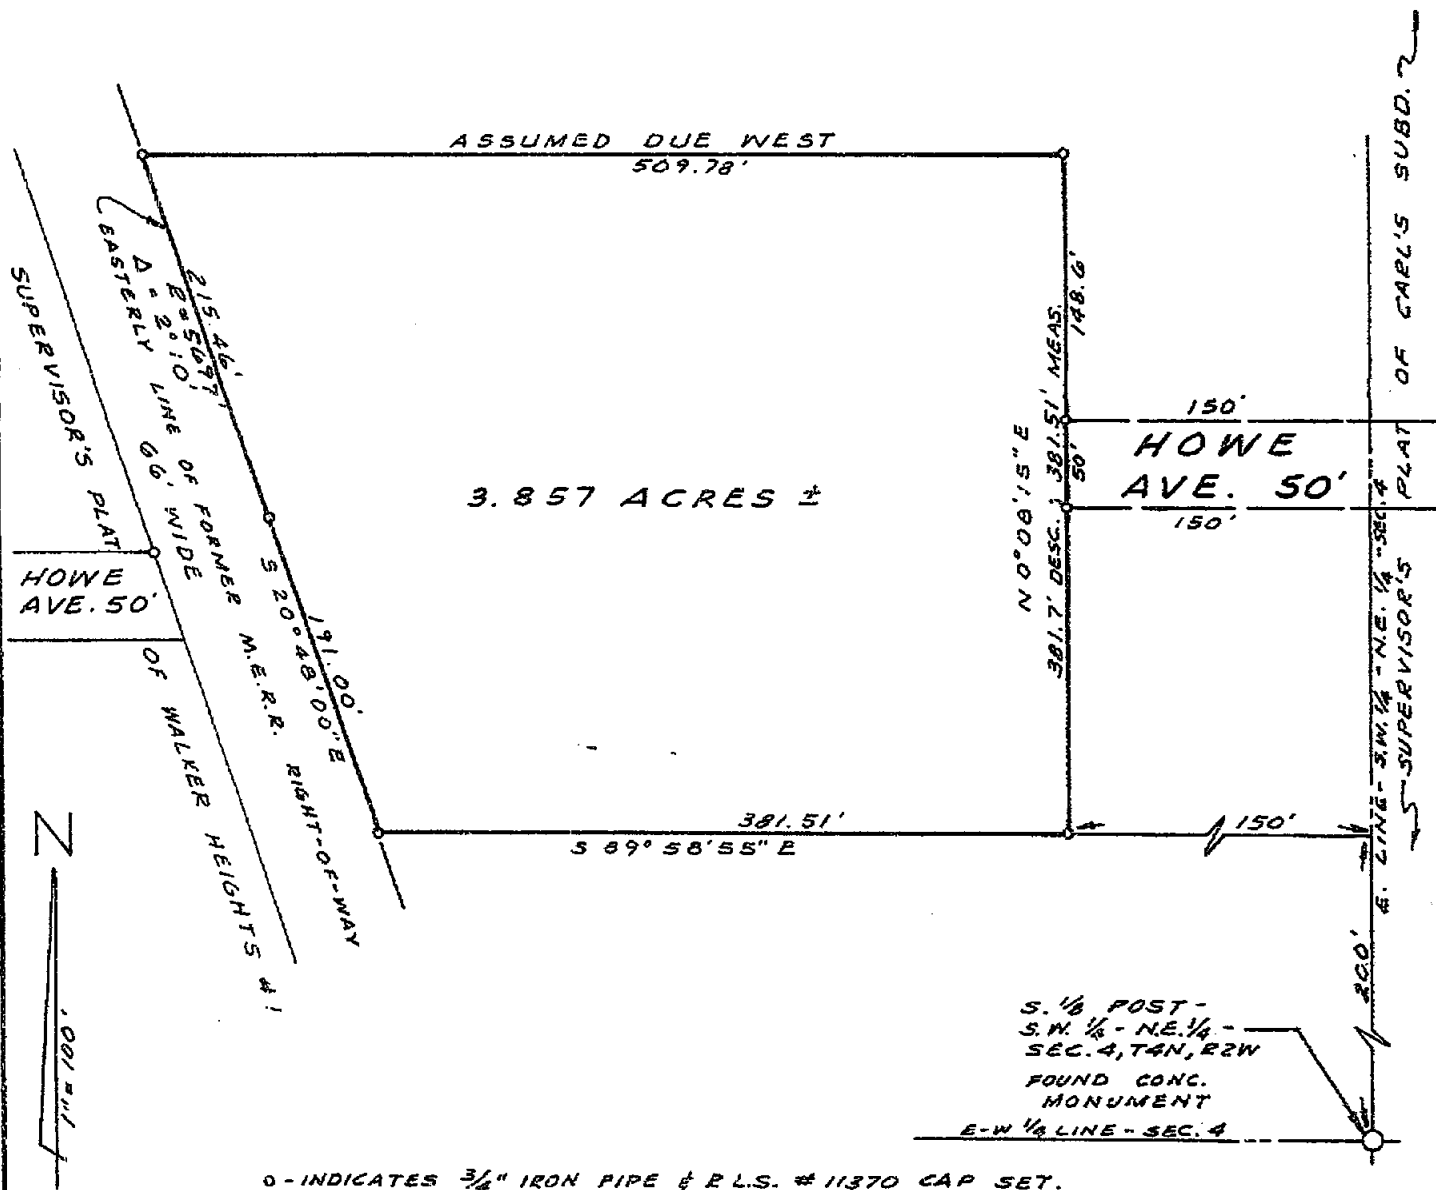 ASSUMED DUE WEST
509.78'
EASTERLY LINE OF FORMER M.E.R.R. RIGHT-OF-WAY
66' WIDE
Δ = 2°10'
R=5697'
215.46'
SUPERVISOR'S PLAT
OF WALKER HEIGHTS #1
HOWE
AVE. 50'
S 20°48'00" E
191.00'
3.857 ACRES ±
N 0°08'15" E
381.7' DESC. ; 381.51' MEAS.
148.6'
50'
150'
HOWE
AVE. 50'
150'
E. LINE - S.W. 1/4 - N.E. 1/4 - SEC. 4
SUPERVISOR'S PLAT OF CARL'S SUBD.
381.51'
S 89° 58'55" E
150'
200'
S. 1/8 POST -
S.W. 1/4 - N.E. 1/4 -
SEC. 4, T4N, R2W
FOUND CONC.
MONUMENT
E-W 1/4 LINE - SEC. 4
N
1"=100'
o - INDICATES 3/4" IRON PIPE & R.L.S. # 11370 CAP SET.